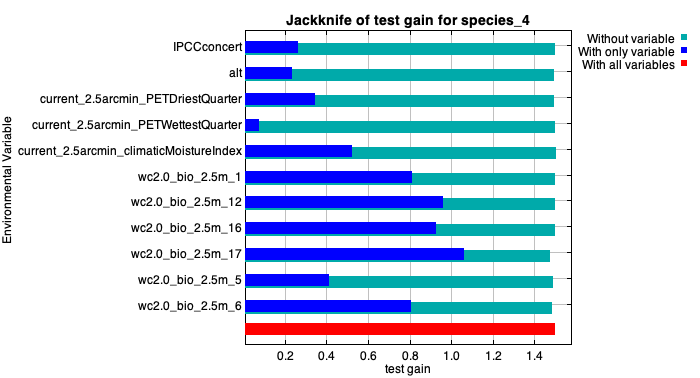 Jackknife of test gain for species_4
Without variable
With only variable
With all variables
Environmental Variable
IPCCconcert
alt
current_2.5arcmin_PETDriestQuarter
current_2.5arcmin_PETWettestQuarter
current_2.5arcmin_climaticMoistureIndex
wc2.0_bio_2.5m_1
wc2.0_bio_2.5m_12
wc2.0_bio_2.5m_16
wc2.0_bio_2.5m_17
wc2.0_bio_2.5m_5
wc2.0_bio_2.5m_6
0.2 0.4 0.6 0.8 1.0 1.2 1.4
test gain